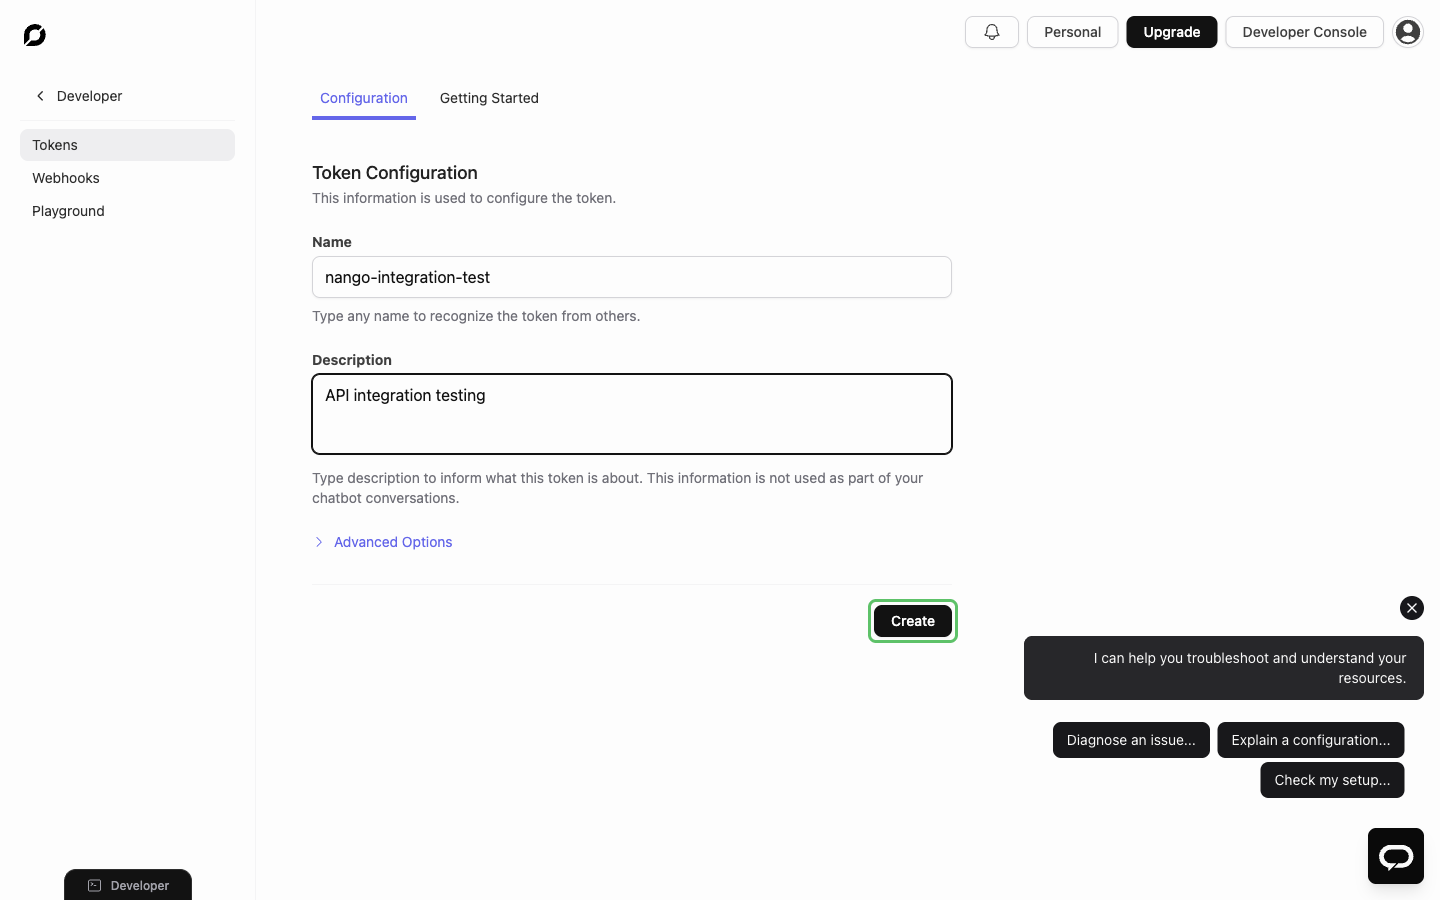 Personal
Upgrade
Developer Console
Developer
Tokens
Webhooks
Playground
Configuration
Getting Started
Token Configuration
This information is used to configure the token.
Name
nango-integration-test
Type any name to recognize the token from others.
Description
API integration testing
Type description to inform what this token is about. This information is not used as part of your
chatbot conversations.
Advanced Options
Create
I can help you troubleshoot and understand your
resources.
Diagnose an issue...
Explain a configuration...
Check my setup...
Developer